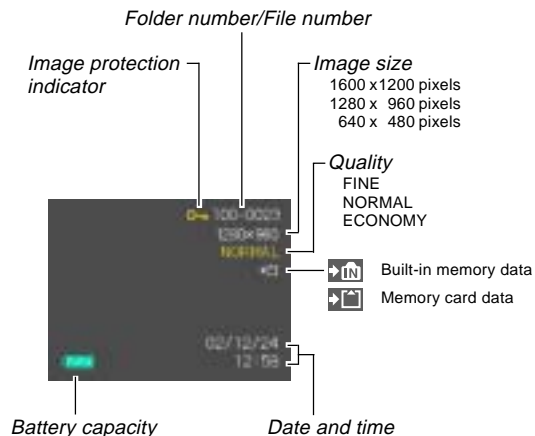 Folder number/File number
Image protection
indicator
Image size
1600 x1200 pixels
1280 x 960 pixels
640 x 480 pixels
Quality
FINE
NORMAL
ECONOMY
100-0023
1280×960
NORMAL
IN Built-in memory data
Memory card data
02/12/24
12:58
Battery capacity
Date and time